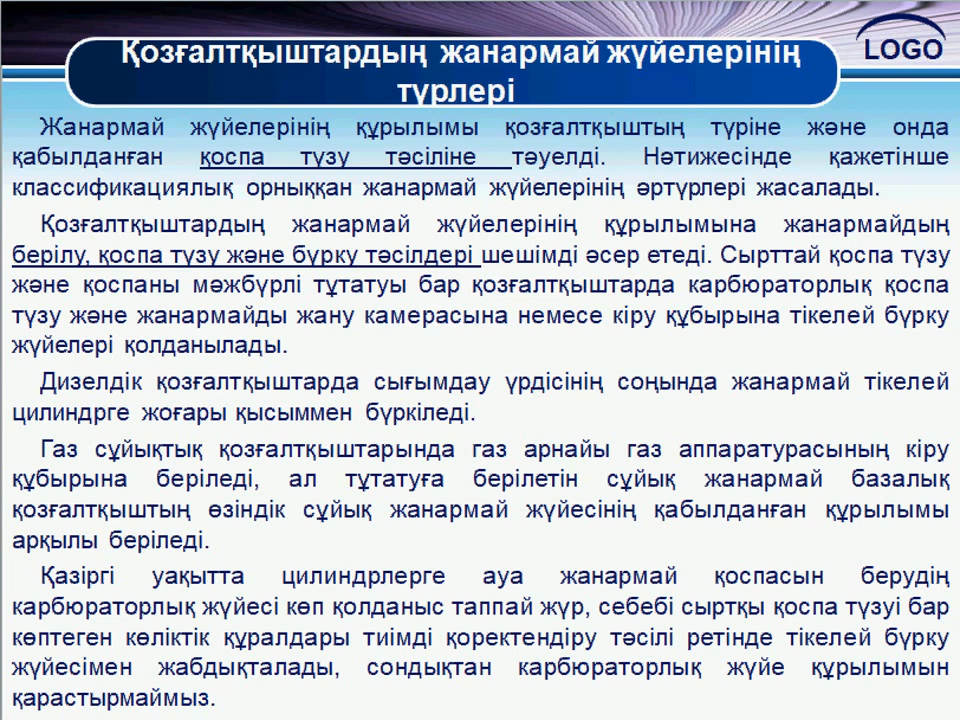 Қозғалтқыштардың жанармай жүйелерінің
түрлері
LOGO
Жанармай жүйелерінің құрылымы қозғалтқыштың түріне және онда
қабылданған қоспа түзу тәсіліне тәуелді. Нәтижесінде қажетінше
классификациялық орныққан жанармай жүйелерінің әртүрлері жасалады.
Қозғалтқыштардың жанармай жүйелерінің құрылымына жанармайдың
берілу, қоспа түзу және бүрку тәсілдері шешімді әсер етеді. Сырттай қоспа түзу
және қоспаны мәжбүрлі тұтатуы бар қозғалтқыштарда карбюраторлық қоспа
түзу және жанармайды жану камерасына немесе кіру құбырына тікелей бүрку
жүйелері қолданылады.
Дизелдік қозғалтқыштарда сығымдау үрдісінің соңында жанармай тікелей
цилиндрге жоғары қысыммен бүркіледі.
Газ сұйықтық қозғалтқыштарында газ арнайы газ аппаратурасының кіру
құбырына беріледі, ал тұтатуға берілетін сұйық жанармай базалық
қозғалтқыштың өзіндік сұйық жанармай жүйесінің қабылданған құрылымы
арқылы беріледі.
Қазіргі уақытта цилиндрлерге ауа жанармай қоспасын берудің
карбюраторлық жүйесі көп қолданыс таппай жүр, себебі сыртқы қоспа түзуі бар
көптеген көліктік құралдары тиімді қоректендіру тәсілі ретінде тікелей бүрку
жүйесімен жабдықталады, сондықтан карбюраторлық жүйе құрылымын
қарастырмаймыз.